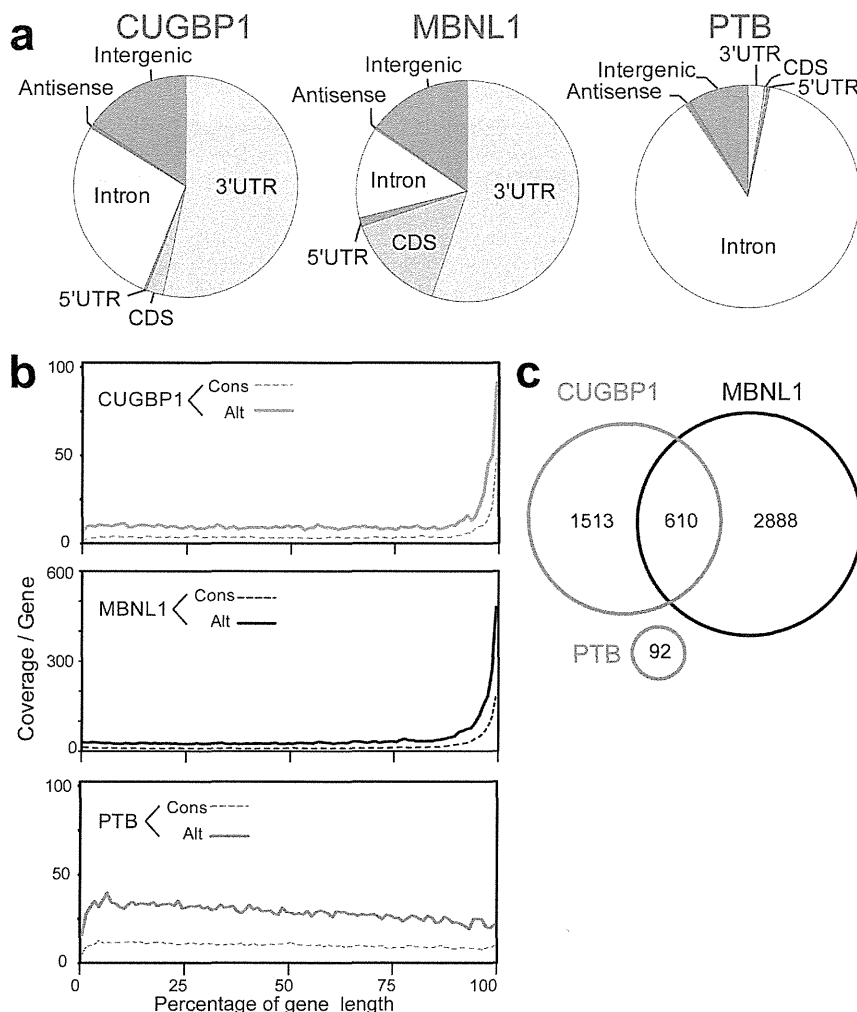 a
CUGBP1
Intergenic
Antisense
Intron
3'UTR
5'UTR
CDS
MBNL1
Intergenic
Antisense
Intron
3'UTR
5'UTR
CDS
PTB
3'UTR
CDS
5'UTR
Intergenic
Antisense
Intron
b
Coverage / Gene
100
50
0
CUGBP1
Cons
Alt
600
300
0
MBNL1
Cons
Alt
100
50
0
PTB
Cons
Alt
0 25 50 75 100
Percentage of gene length
c
CUGBP1
MBNL1
1513
610
2888
PTB
92